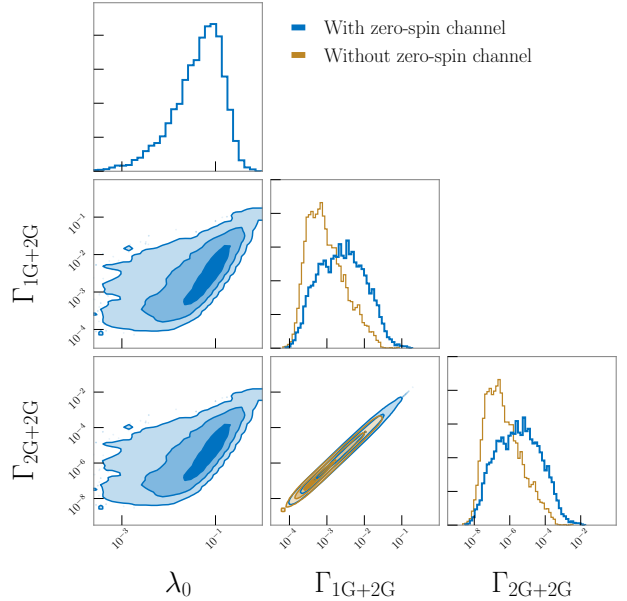 With zero-spin channel
Without zero-spin channel
Γ1G+2G
10⁻¹
10⁻²
10⁻³
10⁻⁴
Γ2G+2G
10⁻²
10⁻⁴
10⁻⁶
10⁻⁸
10⁻³ 10⁻¹ 10⁻⁴ 10⁻³ 10⁻² 10⁻¹ 10⁻⁸ 10⁻⁶ 10⁻⁴ 10⁻²
λ0 Γ1G+2G Γ2G+2G